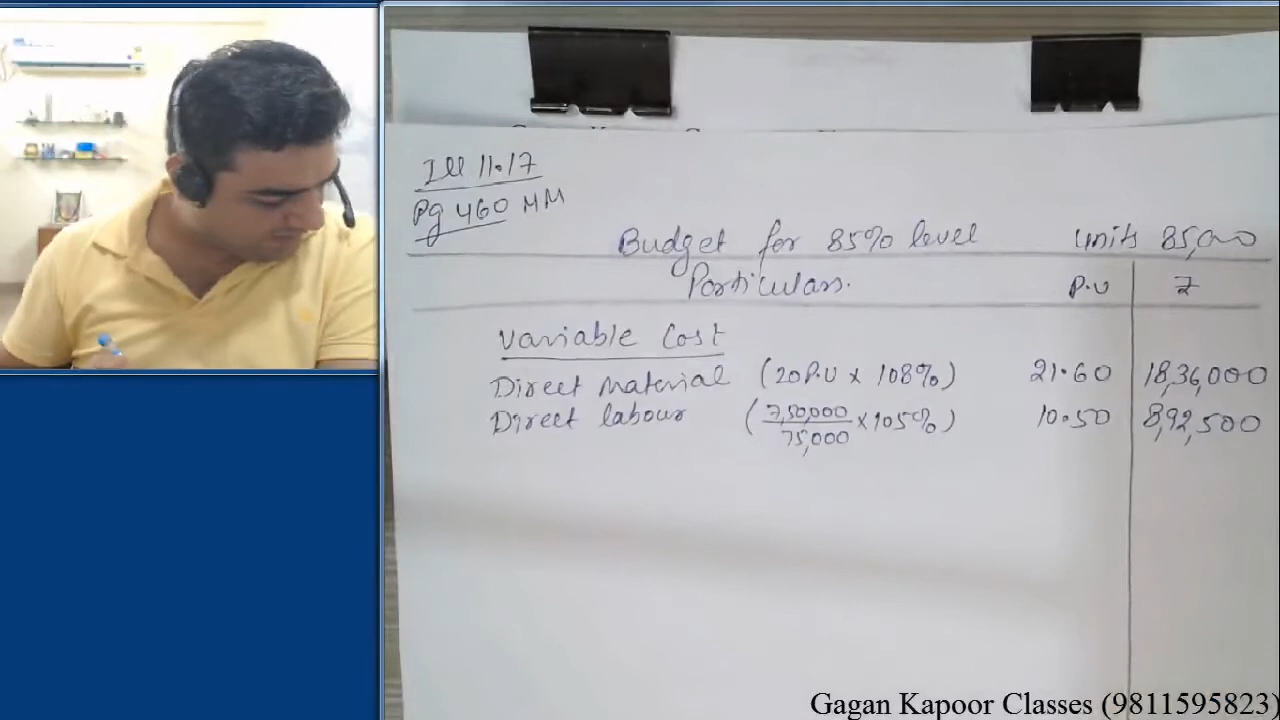 Ill 11.17
Pg 460 MM
Budget for 85% level Units 85,000
Particulars. P.U ₹
Variable Cost
Direct Material (20 P.U x 108%) 21.60 18,36,000
Direct labour (7,50,000/75,000 x 105%) 10.50 8,92,500
Gagan Kapoor Classes (9811595823)